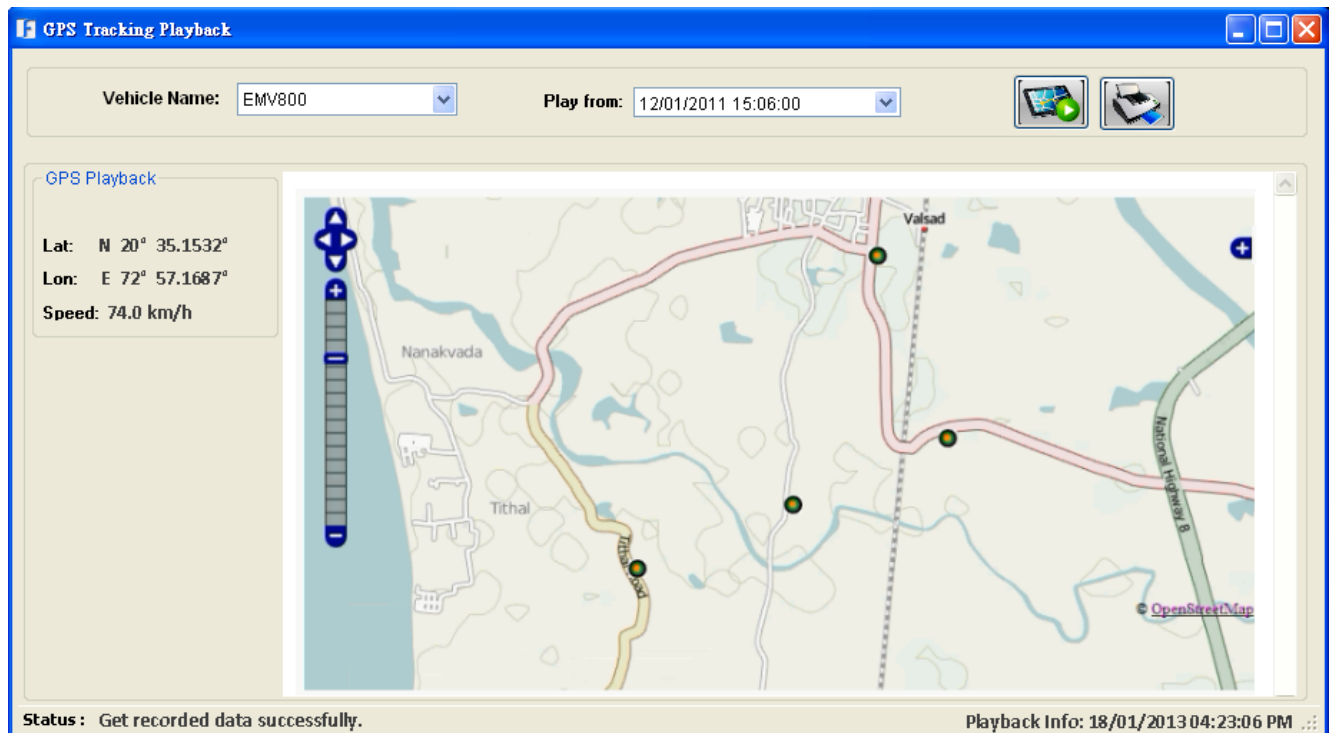 GPS Tracking Playback
Vehicle Name: EMV800 Play from: 12/01/2011 15:06:00
GPS Playback
Lat: N 20° 35.1532°
Lon: E 72° 57.1687°
Speed: 74.0 km/h
Valsad
Nanakvada
National Highway 8
Tithal
Tithal Road
© OpenStreetMap
Status : Get recorded data successfully. Playback Info: 18/01/2013 04:23:06 PM